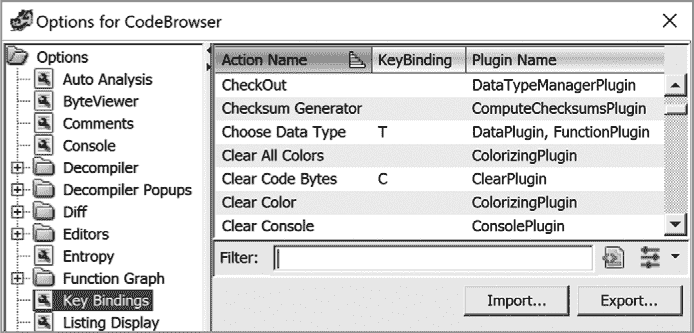 Options for CodeBrowser
Options
Auto Analysis
ByteViewer
Comments
Console
Decompiler
Decompiler Popups
Diff
Editors
Entropy
Function Graph
Key Bindings
Listing Display
Action Name KeyBinding Plugin Name
CheckOut DataTypeManagerPlugin
Checksum Generator ComputeChecksumsPlugin
Choose Data Type T DataPlugin, FunctionPlugin
Clear All Colors ColorizingPlugin
Clear Code Bytes C ClearPlugin
Clear Color ColorizingPlugin
Clear Console ConsolePlugin
Filter:
Import... Export...